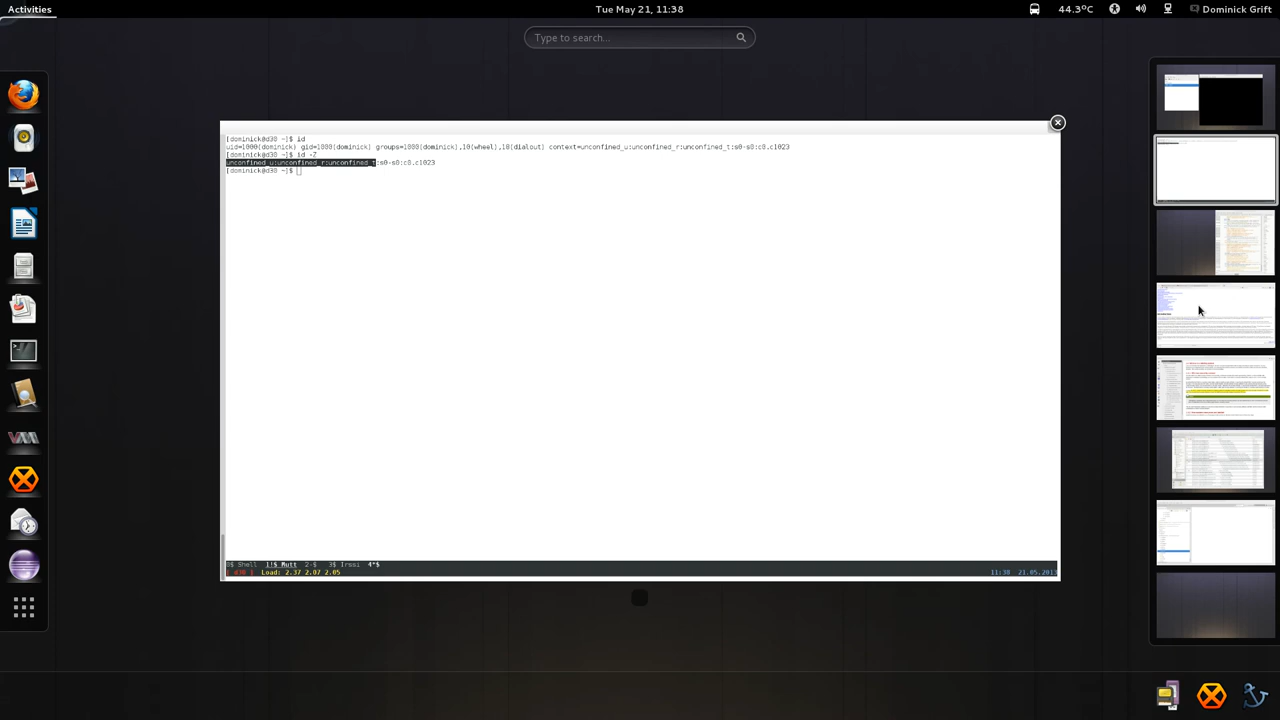 Activities
Tue May 21, 11:38
44.3°C
Dominick Grift
Type to search...
[dominick@d30 ~]$ id
uid=1000(dominick) gid=1000(dominick) groups=1000(dominick),10(wheel),18(dialout) context=unconfined_u:unconfined_r:unconfined_t:s0-s0:c0.c1023
[dominick@d30 ~]$ id -Z
unconfined_u:unconfined_r:unconfined_t:s0-s0:c0.c1023
[dominick@d30 ~]$
0$ Shell 1!$ Mutt 2-$ 3$ Irssi 4*$
| d30 | Load: 2.37 2.07 2.05 11:38 21.05.2013